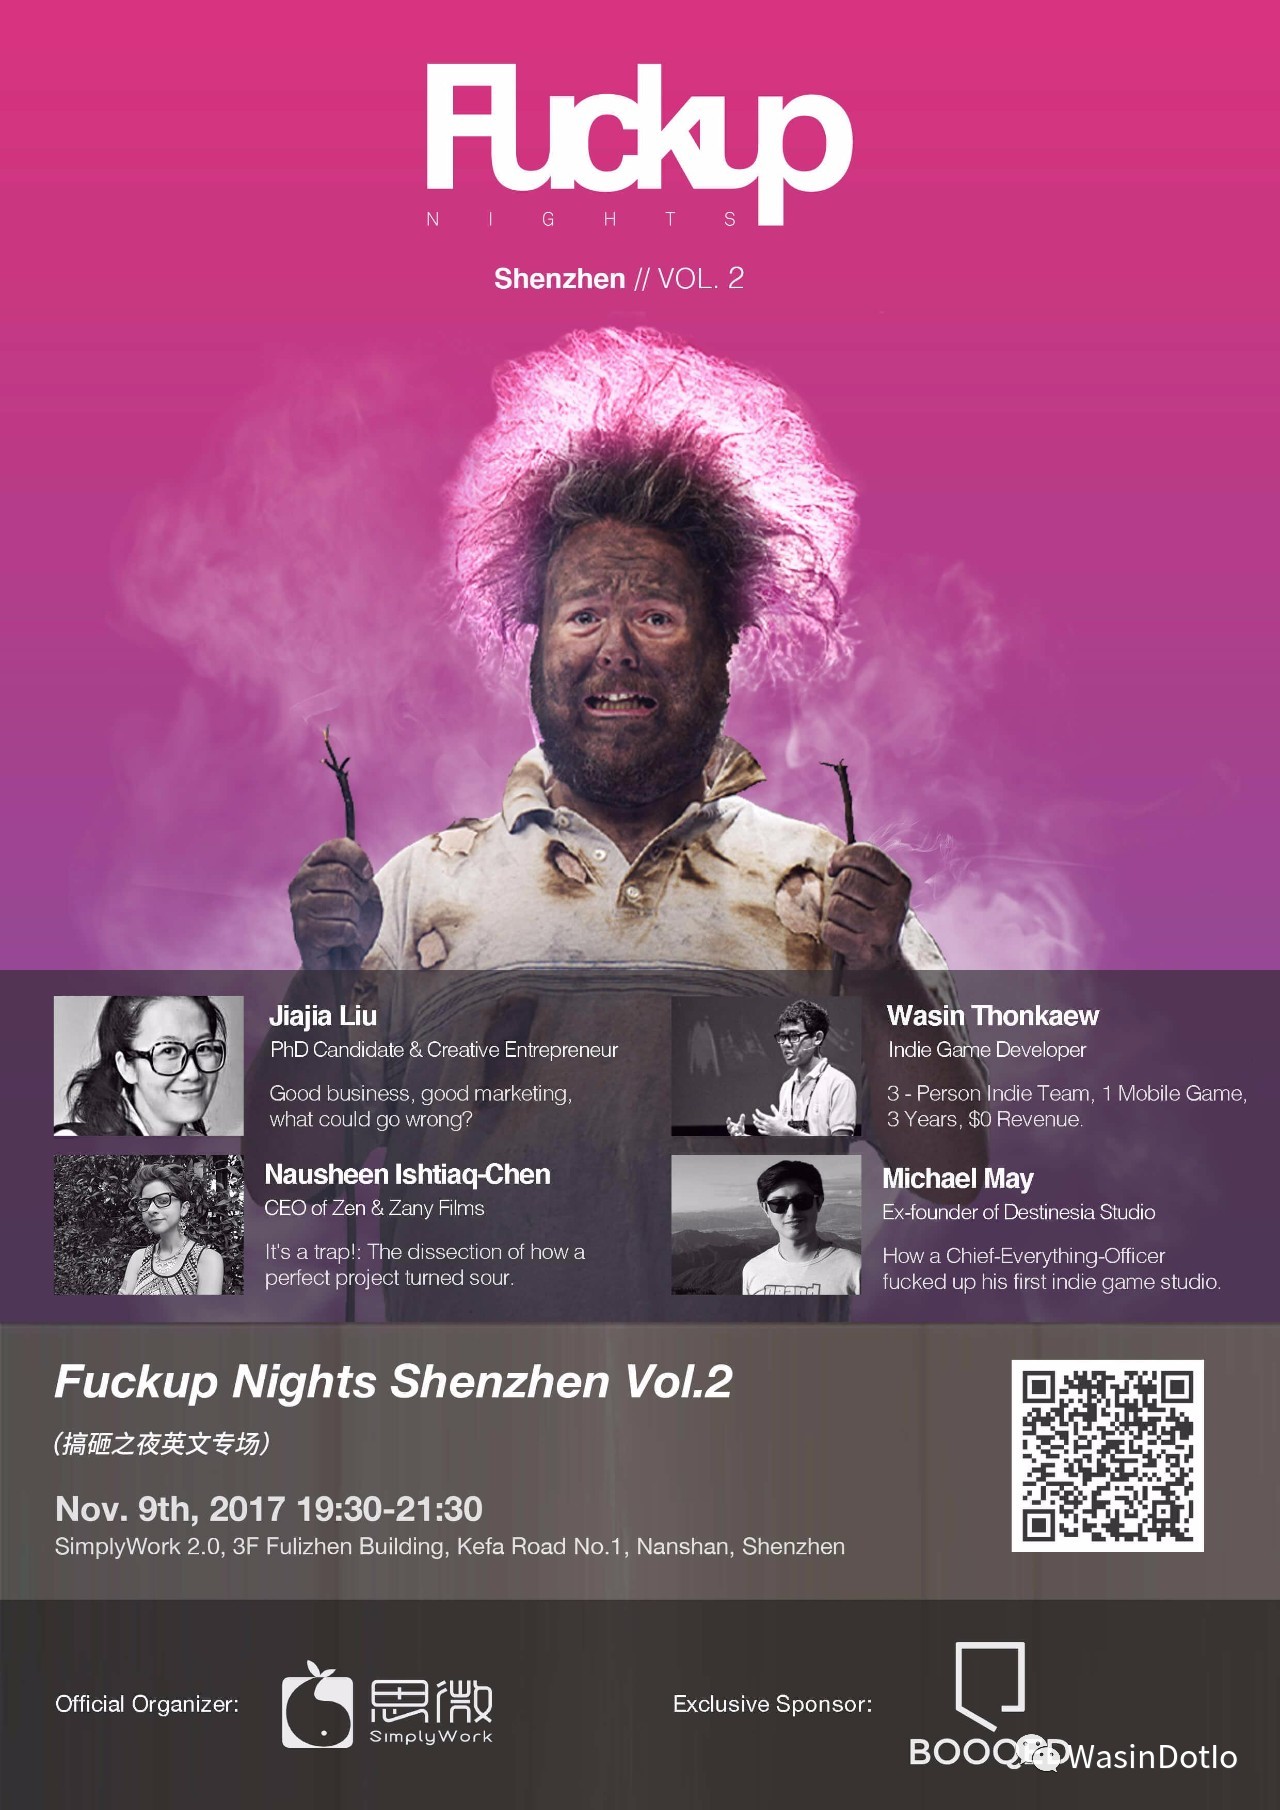 Fuckup
NIGHTS
Shenzhen // VOL. 2
Jiajia Liu
PhD Candidate & Creative Entrepreneur
Good business, good marketing,
what could go wrong?
Wasin Thonkaew
Indie Game Developer
3 - Person Indie Team, 1 Mobile Game,
3 Years, $0 Revenue.
Nausheen Ishtiaq-Chen
CEO of Zen & Zany Films
It's a trap!: The dissection of how a
perfect project turned sour.
Michael May
Ex-founder of Destinesia Studio
How a Chief-Everything-Officer
fucked up his first indie game studio.
Fuckup Nights Shenzhen Vol.2
(搞砸之夜英文专场)
Nov. 9th, 2017 19:30-21:30
SimplyWork 2.0, 3F Fulizhen Building, Kefa Road No.1, Nanshan, Shenzhen
Official Organizer:
思微
SimplyWork
Exclusive Sponsor:
WasinDotIo